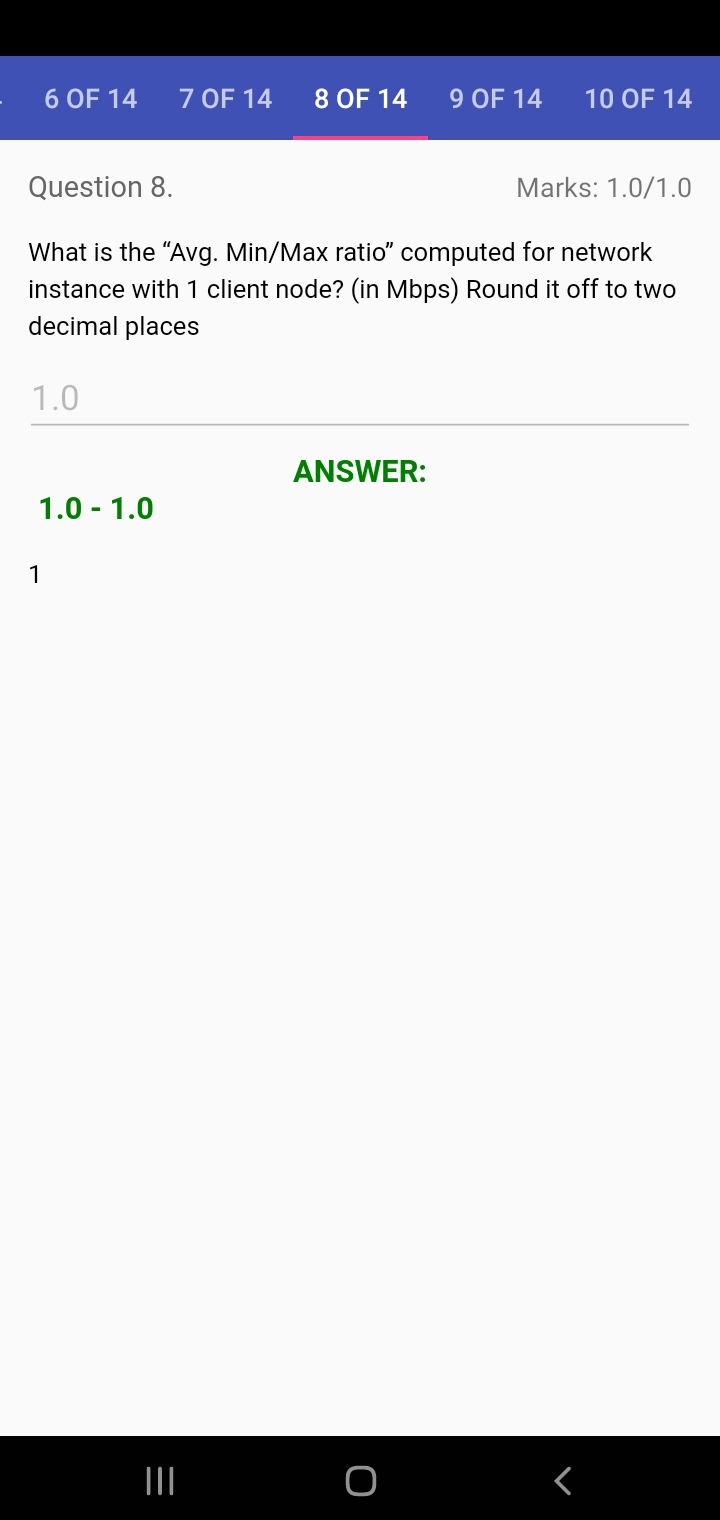 6 OF 14 7 OF 14 8 OF 14 9 OF 14 10 OF 14
Question 8. Marks: 1.0/1.0
What is the “Avg. Min/Max ratio” computed for network
instance with 1 client node? (in Mbps) Round it off to two
decimal places
1.0
ANSWER:
1.0 - 1.0
1